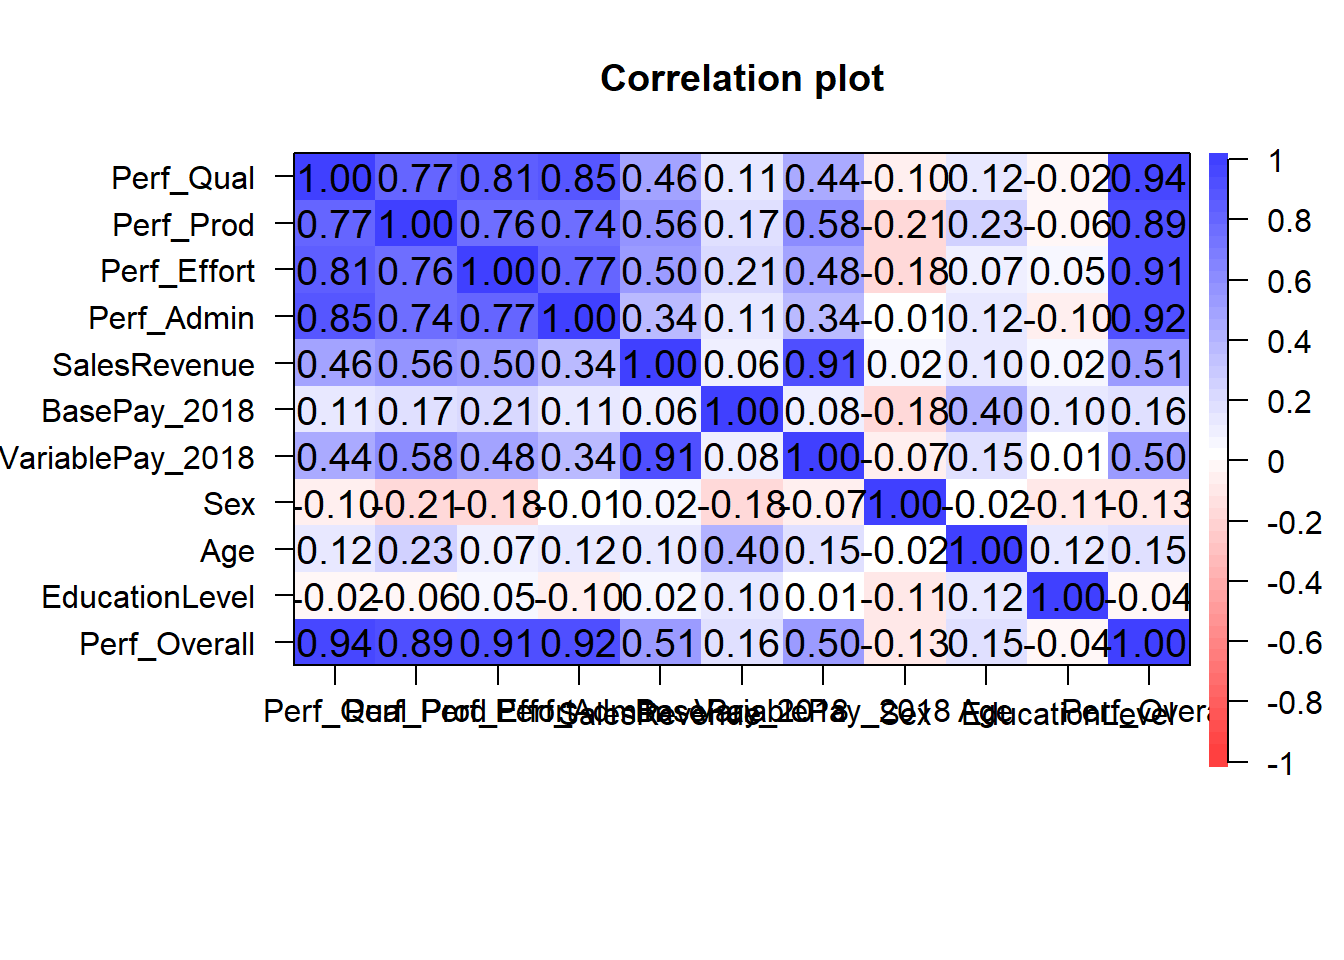 Correlation plot
Perf_Qual 1.00 0.77 0.81 0.85 0.46 0.11 0.44 -0.10 0.12 -0.02 0.94
Perf_Prod 0.77 1.00 0.76 0.74 0.56 0.17 0.58 -0.21 0.23 -0.06 0.89
Perf_Effort 0.81 0.76 1.00 0.77 0.50 0.21 0.48 -0.18 0.07 0.05 0.91
Perf_Admin 0.85 0.74 0.77 1.00 0.34 0.11 0.34 -0.01 0.12 -0.10 0.92
SalesRevenue 0.46 0.56 0.50 0.34 1.00 0.06 0.91 0.02 0.10 0.02 0.51
BasePay_2018 0.11 0.17 0.21 0.11 0.06 1.00 0.08 -0.18 0.40 0.10 0.16
VariablePay_2018 0.44 0.58 0.48 0.34 0.91 0.08 1.00 -0.07 0.15 0.01 0.50
Sex -0.10 -0.21 -0.18 -0.01 0.02 -0.18 -0.07 1.00 -0.02 -0.11 -0.13
Age 0.12 0.23 0.07 0.12 0.10 0.40 0.15 -0.02 1.00 0.12 0.15
EducationLevel -0.02 -0.06 0.05 -0.10 0.02 0.10 0.01 -0.11 0.12 1.00 -0.04
Perf_Overall 0.94 0.89 0.91 0.92 0.51 0.16 0.50 -0.13 0.15 -0.04 1.00
Perf_Qual Perf_Prod Perf_Effort Perf_Admin SalesRevenue BasePay_2018 VariablePay_2018 Sex Age EducationLevel Perf_Overa
1
0.8
0.6
0.4
0.2
0
-0.2
-0.4
-0.6
-0.8
-1